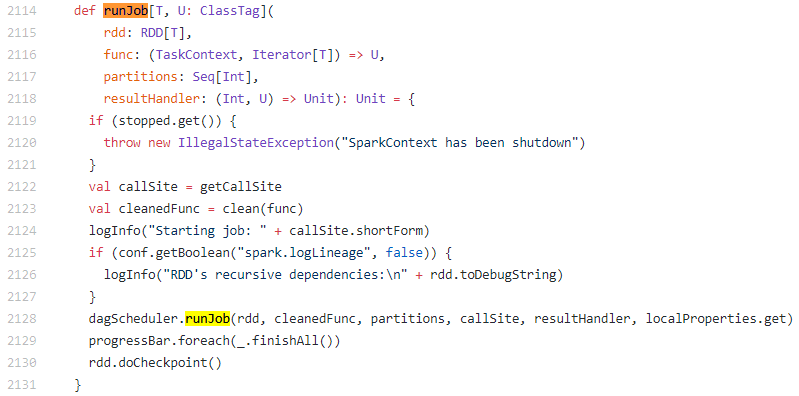 2114 def runJob[T, U: ClassTag](
2115 rdd: RDD[T],
2116 func: (TaskContext, Iterator[T]) => U,
2117 partitions: Seq[Int],
2118 resultHandler: (Int, U) => Unit): Unit = {
2119 if (stopped.get()) {
2120 throw new IllegalStateException("SparkContext has been shutdown")
2121 }
2122 val callSite = getCallSite
2123 val cleanedFunc = clean(func)
2124 logInfo("Starting job: " + callSite.shortForm)
2125 if (conf.getBoolean("spark.logLineage", false)) {
2126 logInfo("RDD's recursive dependencies:\n" + rdd.toDebugString)
2127 }
2128 dagScheduler.runJob(rdd, cleanedFunc, partitions, callSite, resultHandler, localProperties.get)
2129 progressBar.foreach(_.finishAll())
2130 rdd.doCheckpoint()
2131 }